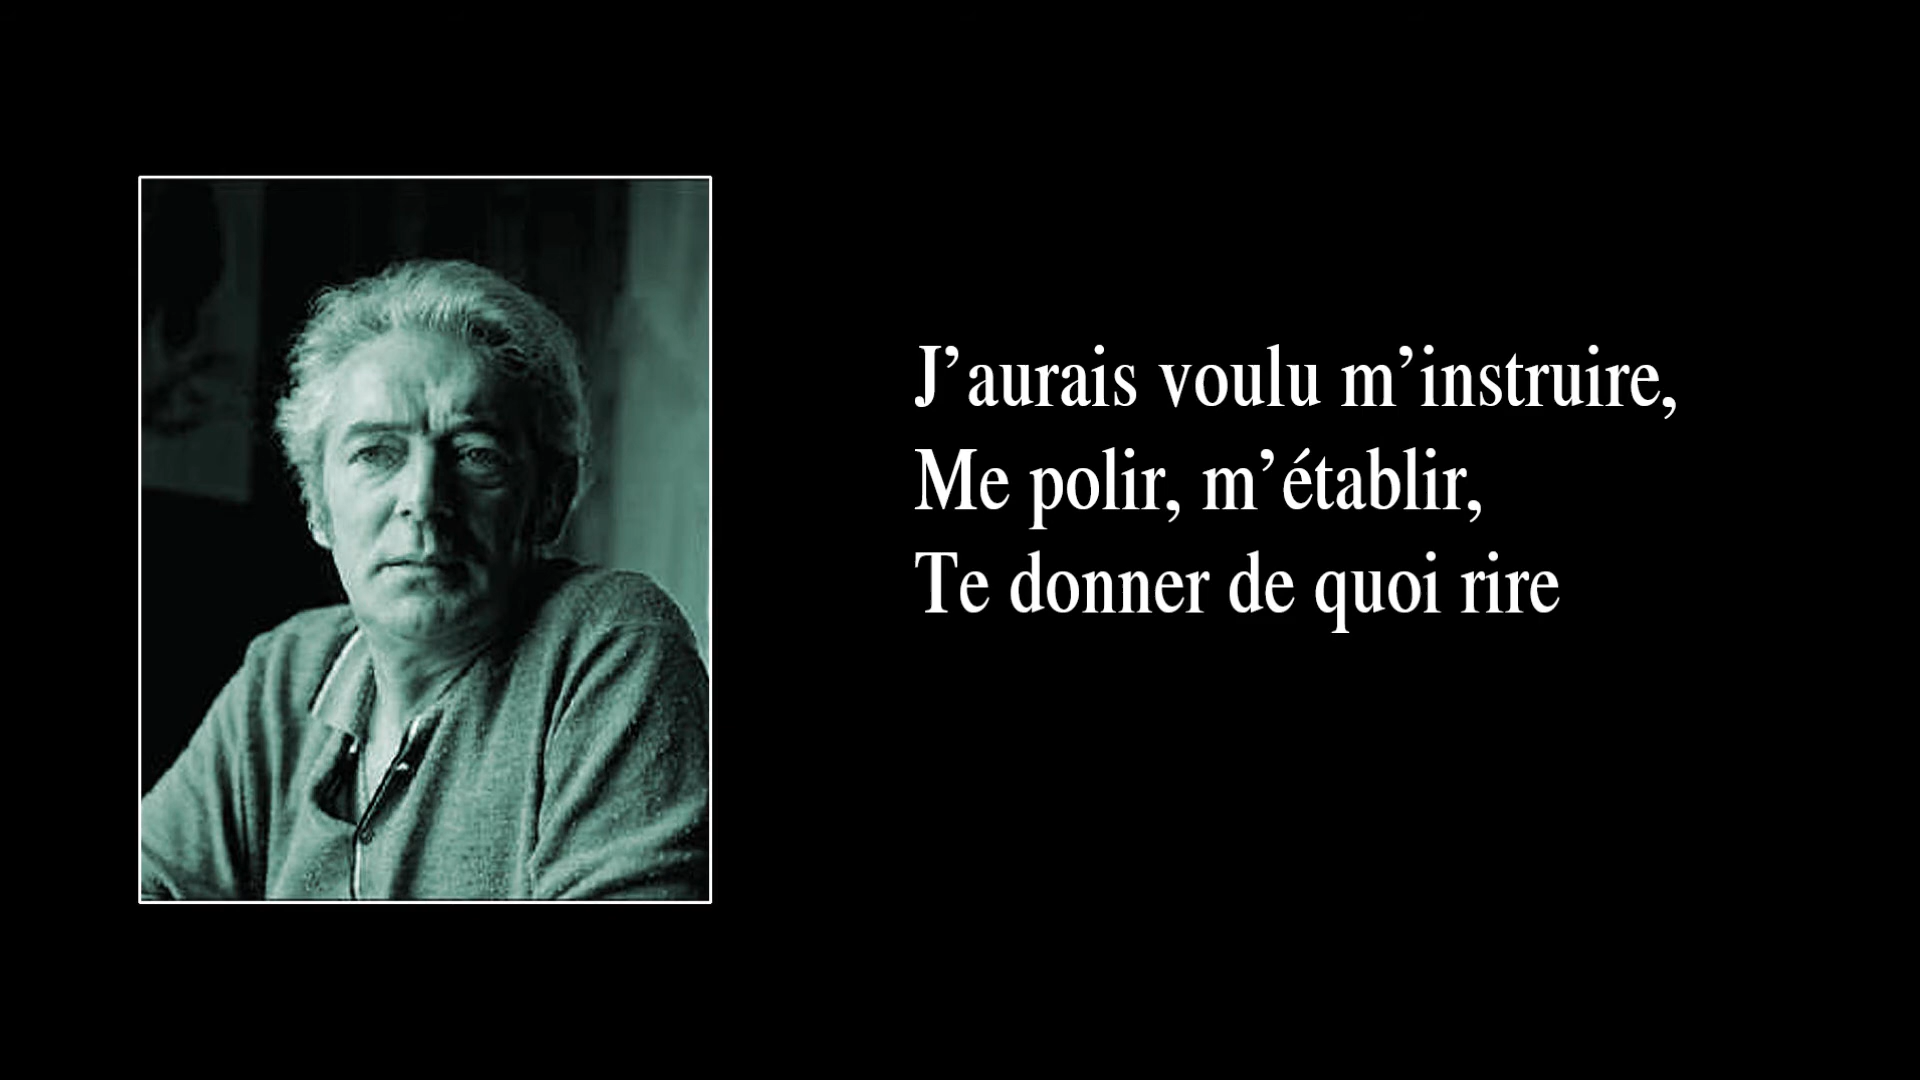 J’aurais voulu m’instruire,
Me polir, m’établir,
Te donner de quoi rire